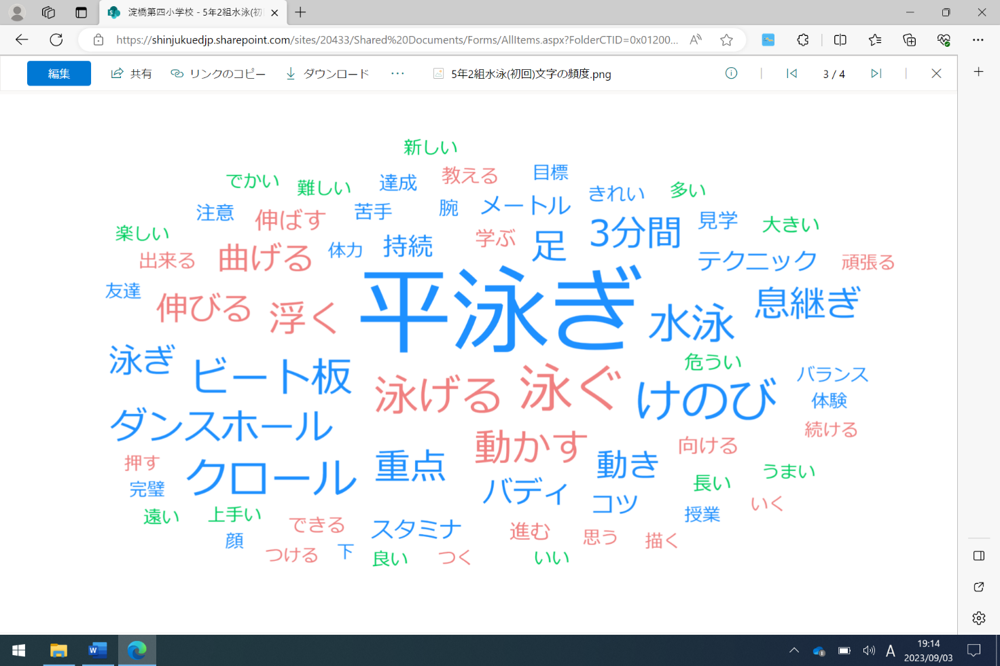 淀橋第四小学校 - 5年2組水泳(初
https://shinjukuedjp.sharepoint.com/sites/20433/Shared%20Documents/Forms/AllItems.aspx?FolderCTID=0x01200...
編集 共有 リンクのコピー ダウンロード ... 5年2組水泳(初回)文字の頻度.png 3 / 4
新しい
でかい 難しい 達成 教える 目標
きれい 多い
注意 伸ばす 苦手 腕 メートル
楽しい 学ぶ 足 3分間 見学 大きい
出来る 曲げる 体力 持続 テクニック 頑張る
友達 伸びる 浮く 平泳ぎ 水泳 息継ぎ
泳ぎ ビート板 泳げる 泳ぐ 危うい けのび バランス
体験
ダンスホール 続ける
動かす 向ける
押す クロール 重点 動き うまい
完璧 バディ コツ 長い いく
遠い 上手い できる スタミナ 進む 授業
顔 思う 描く
つける 下 良い つく いい
A 19:14
2023/09/03